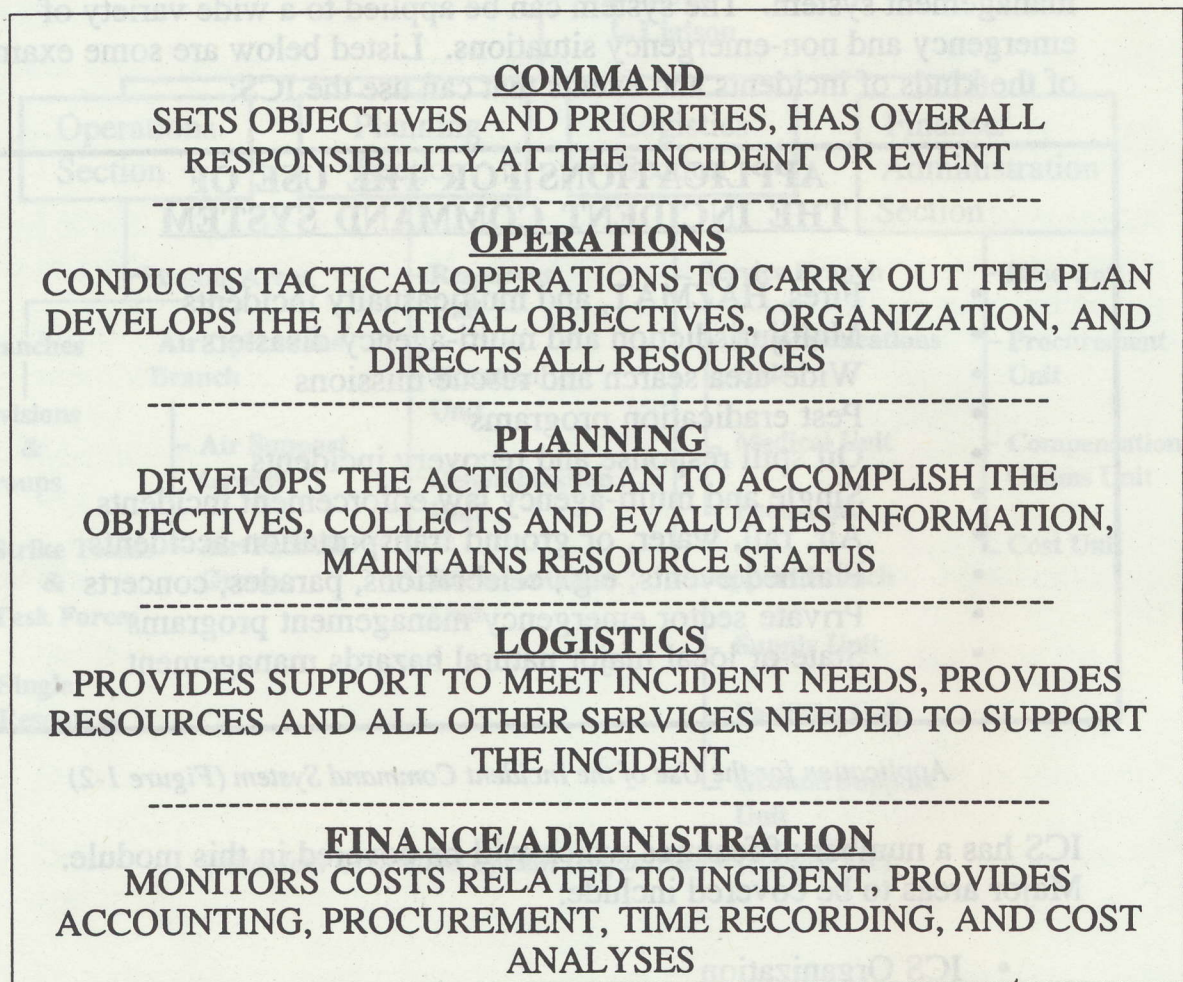 COMMAND
SETS OBJECTIVES AND PRIORITIES, HAS OVERALL
RESPONSIBILITY AT THE INCIDENT OR EVENT
OPERATIONS
CONDUCTS TACTICAL OPERATIONS TO CARRY OUT THE PLAN
DEVELOPS THE TACTICAL OBJECTIVES, ORGANIZATION, AND
DIRECTS ALL RESOURCES
PLANNING
DEVELOPS THE ACTION PLAN TO ACCOMPLISH THE
OBJECTIVES, COLLECTS AND EVALUATES INFORMATION,
MAINTAINS RESOURCE STATUS
LOGISTICS
PROVIDES SUPPORT TO MEET INCIDENT NEEDS, PROVIDES
RESOURCES AND ALL OTHER SERVICES NEEDED TO SUPPORT
THE INCIDENT
FINANCE/ADMINISTRATION
MONITORS COSTS RELATED TO INCIDENT, PROVIDES
ACCOUNTING, PROCUREMENT, TIME RECORDING, AND COST
ANALYSES